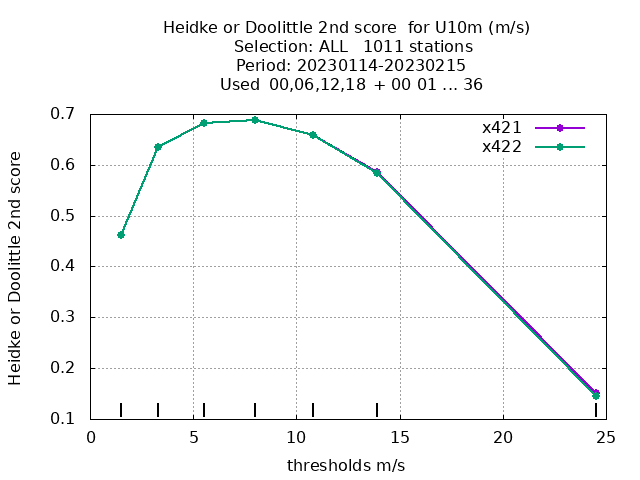 Heidke or Doolittle 2nd score  for U10m (m/s)
Selection: ALL   1011 stations
Period: 20230114-20230215
Used  00,06,12,18  + 00 01 ... 36
x421
x422
Heidke or Doolittle 2nd score
0.7
0.6
0.5
0.4
0.3
0.2
0.1
0 5 10 15 20 25
thresholds m/s